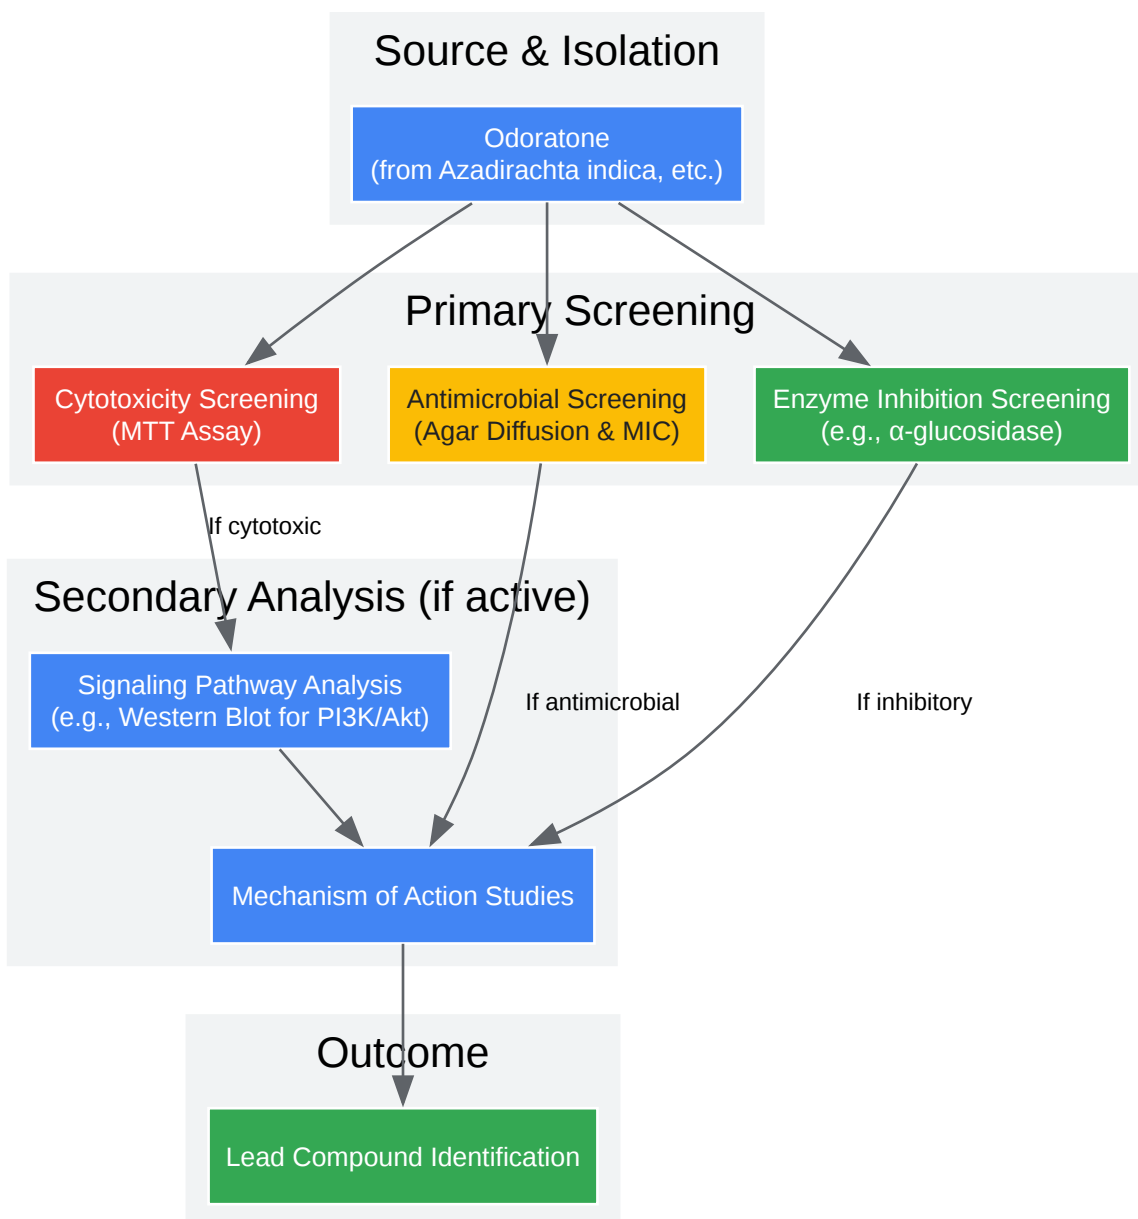 Source & Isolation
Odoratone
(from Azadirachta indica, etc.)
Primary Screening
Cytotoxicity Screening
(MTT Assay)
Antimicrobial Screening
(Agar Diffusion & MIC)
Enzyme Inhibition Screening
(e.g., α-glucosidase)
If cytotoxic
Secondary Analysis (if active)
Signaling Pathway Analysis
(e.g., Western Blot for PI3K/Akt)
If antimicrobial
If inhibitory
Mechanism of Action Studies
Outcome
Lead Compound Identification